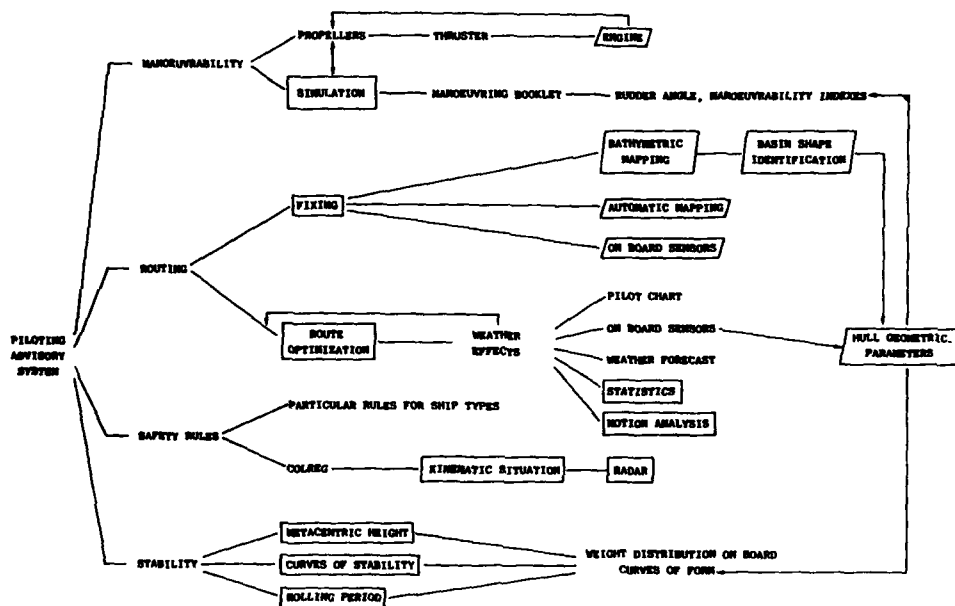 PROPELLERS
THRUSTER
ENGINE
MANOEUVRABILITY
SIMULATION
MANOEUVRING BOOKLET
RUDDER ANGLE, MANOEUVRABILITY INDEXES
BATHYMETRIC
MAPPING
BASIN SHAPE
IDENTIFICATION
FIXING
AUTOMATIC MAPPING
ON BOARD SENSORS
ROUTING
PILOT CHART
ROUTE
OPTIMIZATION
WEATHER
EFFECTS
ON BOARD SENSORS
HULL GEOMETRIC.
PARAMETERS
PILOTING
ADVISORY
SYSTEM
WEATHER FORECAST
STATISTICS
PARTICULAR RULES FOR SHIP TYPES
MOTION ANALYSIS
SAFETY RULES
COLREG
KINEMATIC SITUATION
RADAR
METACENTRIC HEIGHT
STABILITY
CURVES OF STABILITY
WEIGHT DISTRIBUTION ON BOARD
CURVES OF FORM
ROLLING PERIOD